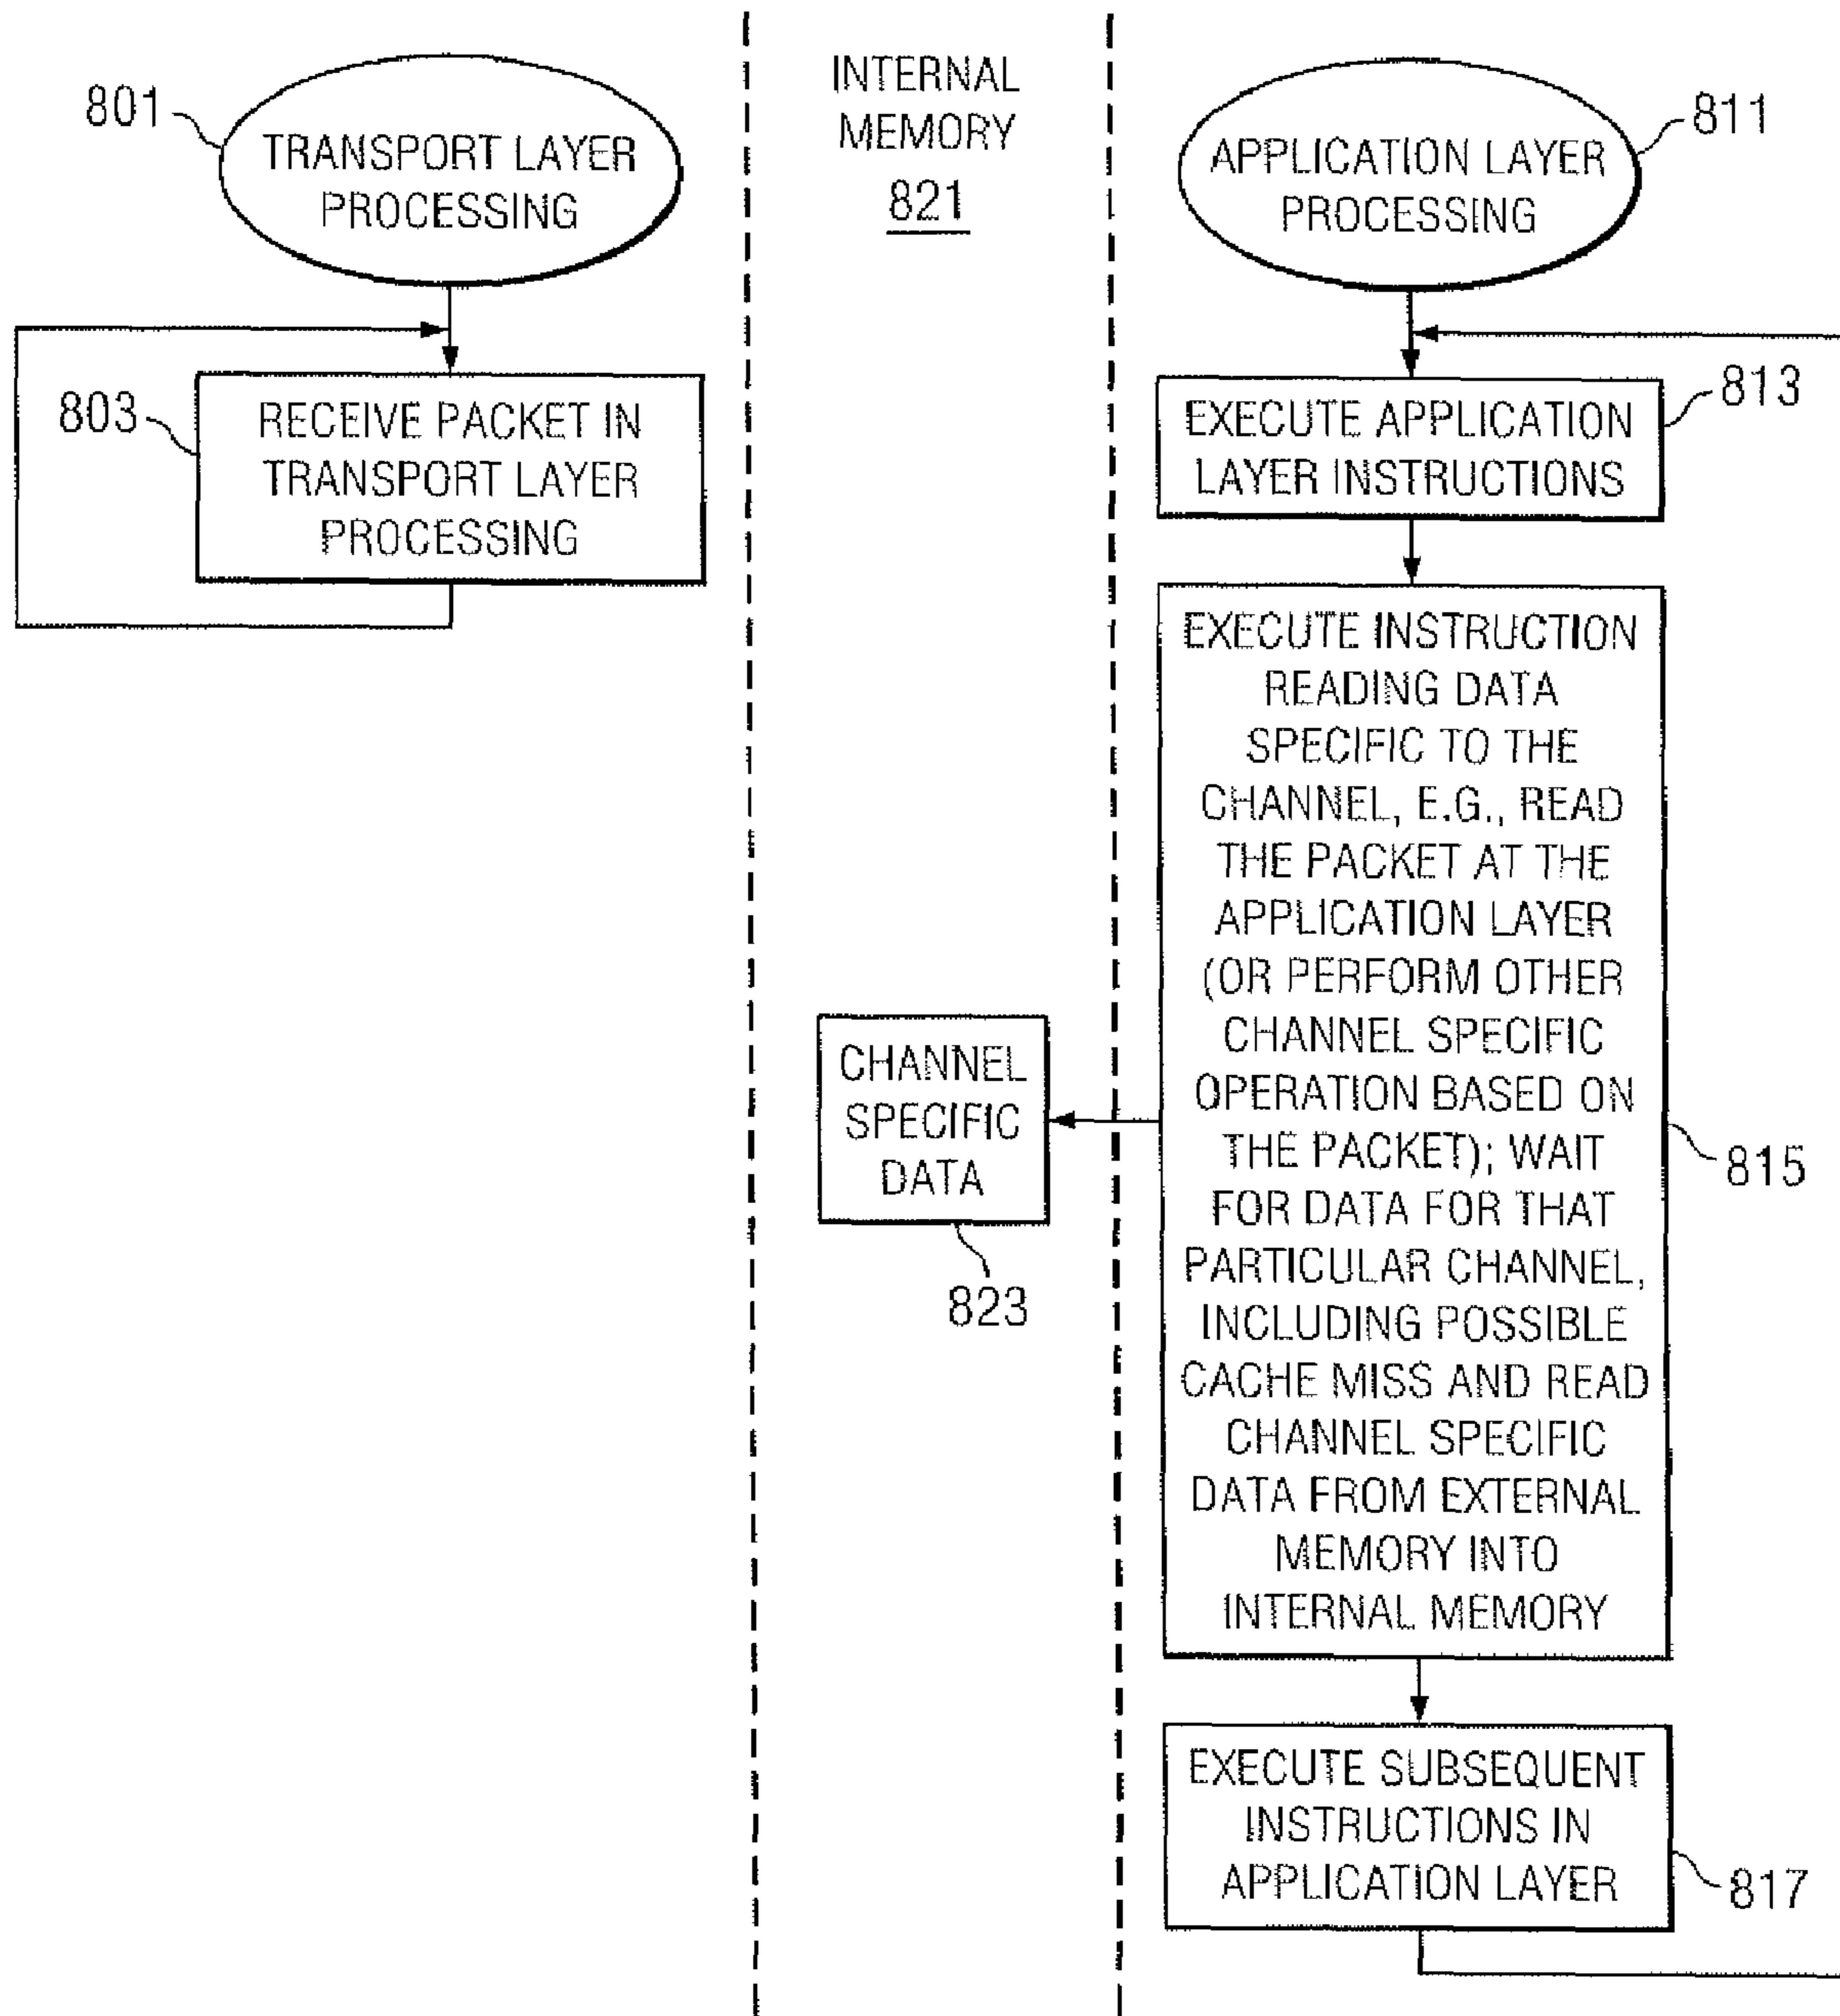 801
TRANSPORT LAYER
PROCESSING
803
RECEIVE PACKET IN
TRANSPORT LAYER
PROCESSING
INTERNAL
MEMORY
821
CHANNEL
SPECIFIC
DATA
823
811
APPLICATION LAYER
PROCESSING
813
EXECUTE APPLICATION
LAYER INSTRUCTIONS
EXECUTE INSTRUCTION
READING DATA
SPECIFIC TO THE
CHANNEL, E.G., READ
THE PACKET AT THE
APPLICATION LAYER
(OR PERFORM OTHER
CHANNEL SPECIFIC
OPERATION BASED ON
THE PACKET); WAIT
FOR DATA FOR THAT
PARTICULAR CHANNEL,
INCLUDING POSSIBLE
CACHE MISS AND READ
CHANNEL SPECIFIC
DATA FROM EXTERNAL
MEMORY INTO
INTERNAL MEMORY
815
EXECUTE SUBSEQUENT
INSTRUCTIONS IN
APPLICATION LAYER
817